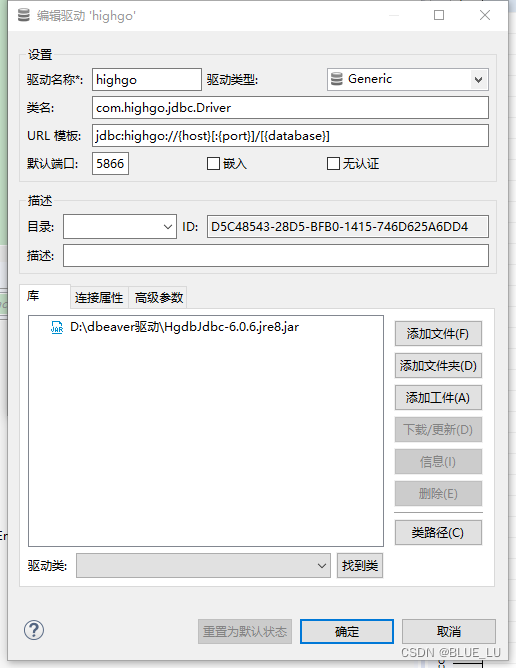 编辑驱动 'highgo'
设置
驱动名称*: highgo 驱动类型: Generic
类名: com.highgo.jdbc.Driver
URL 模板: jdbc:highgo://{host}[:{port}]/[{database}]
默认端口: 5866 嵌入 无认证
描述
目录: ID: D5C48543-28D5-BFB0-1415-746D625A6DD4
描述:
库 连接属性 高级参数
JAR D:\dbeaver驱动\HgdbJdbc-6.0.6.jre8.jar
添加文件(F)
添加文件夹(D)
添加工件(A)
下载/更新(D)
信息(I)
删除(E)
类路径(C)
驱动类: 找到类
重置为默认状态 确定 取消
CSDN @BLUE_LU